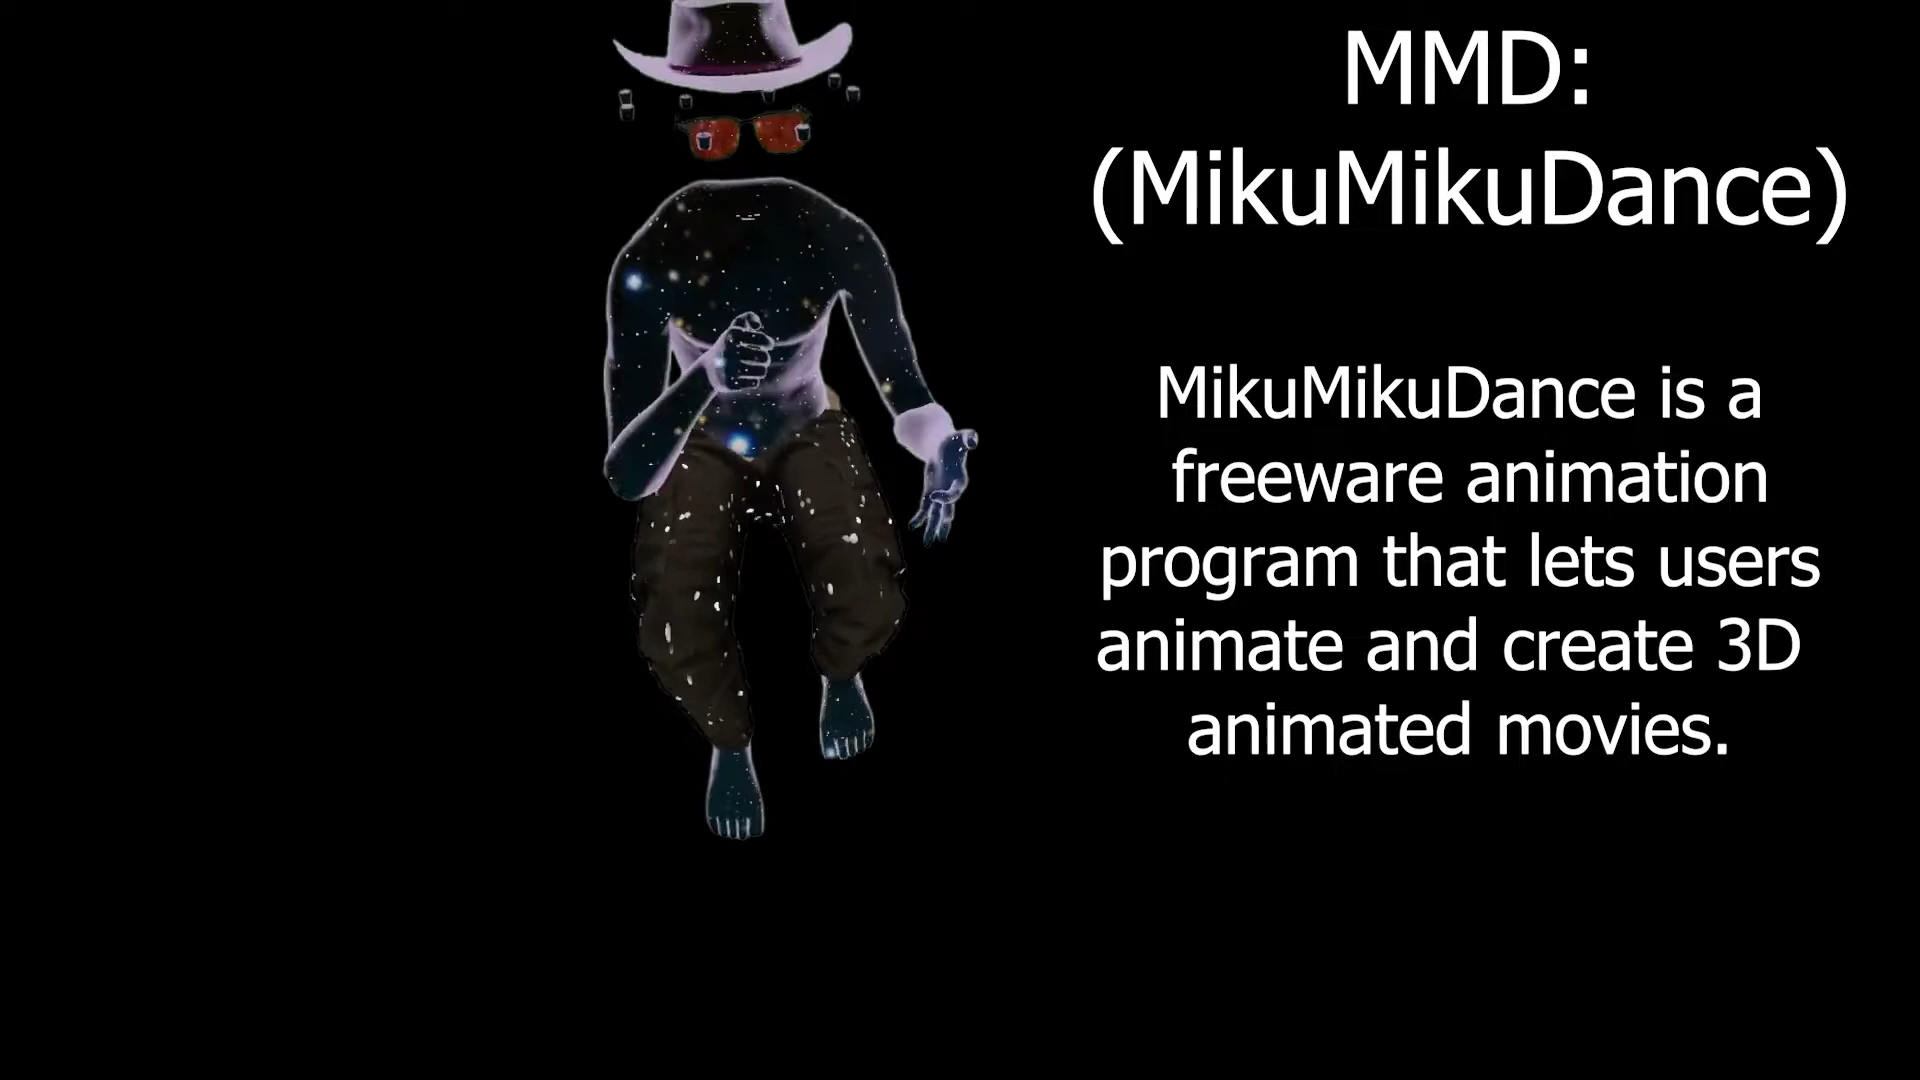 MMD:
(MikuMikuDance)
MikuMikuDance is a
freeware animation
program that lets users
animate and create 3D
animated movies.